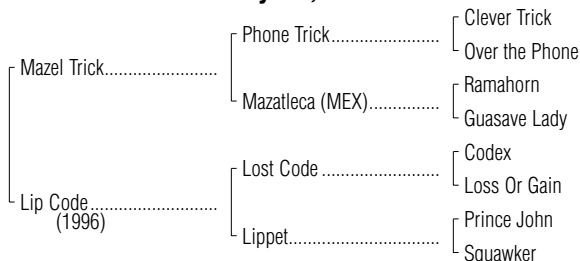 Clever Trick
Phone Trick........................
Over the Phone
Mazel Trick.........................
Ramahorn
Mazatleca (MEX)...............
Guasave Lady
Codex
Lost Code .........................
Loss Or Gain
Lip Code............................
(1996)
Prince John
Lippet.................................
Squawker